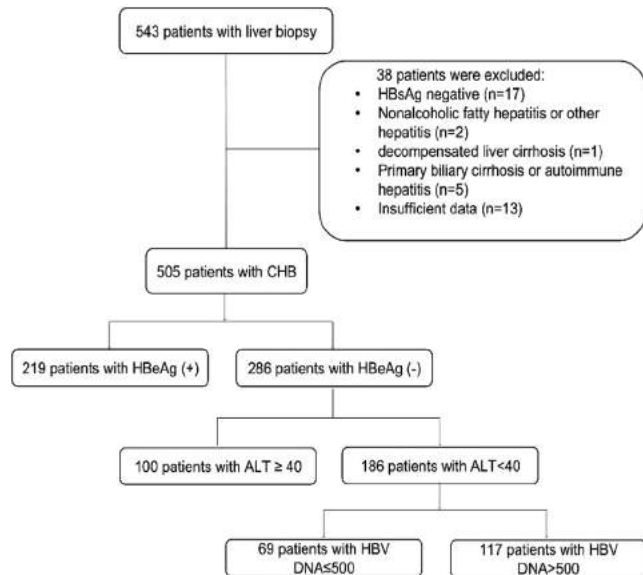 543 patients with liver biopsy
38 patients were excluded:
• HBsAg negative (n=17)
• Nonalcoholic fatty hepatitis or other
hepatitis (n=2)
• decompensated liver cirrhosis (n=1)
• Primary biliary cirrhosis or autoimmune
hepatitis (n=5)
• Insufficient data (n=13)
505 patients with CHB
219 patients with HBeAg (+)
286 patients with HBeAg (-)
100 patients with ALT ≥ 40
186 patients with ALT<40
69 patients with HBV
DNA≤500
117 patients with HBV
DNA>500